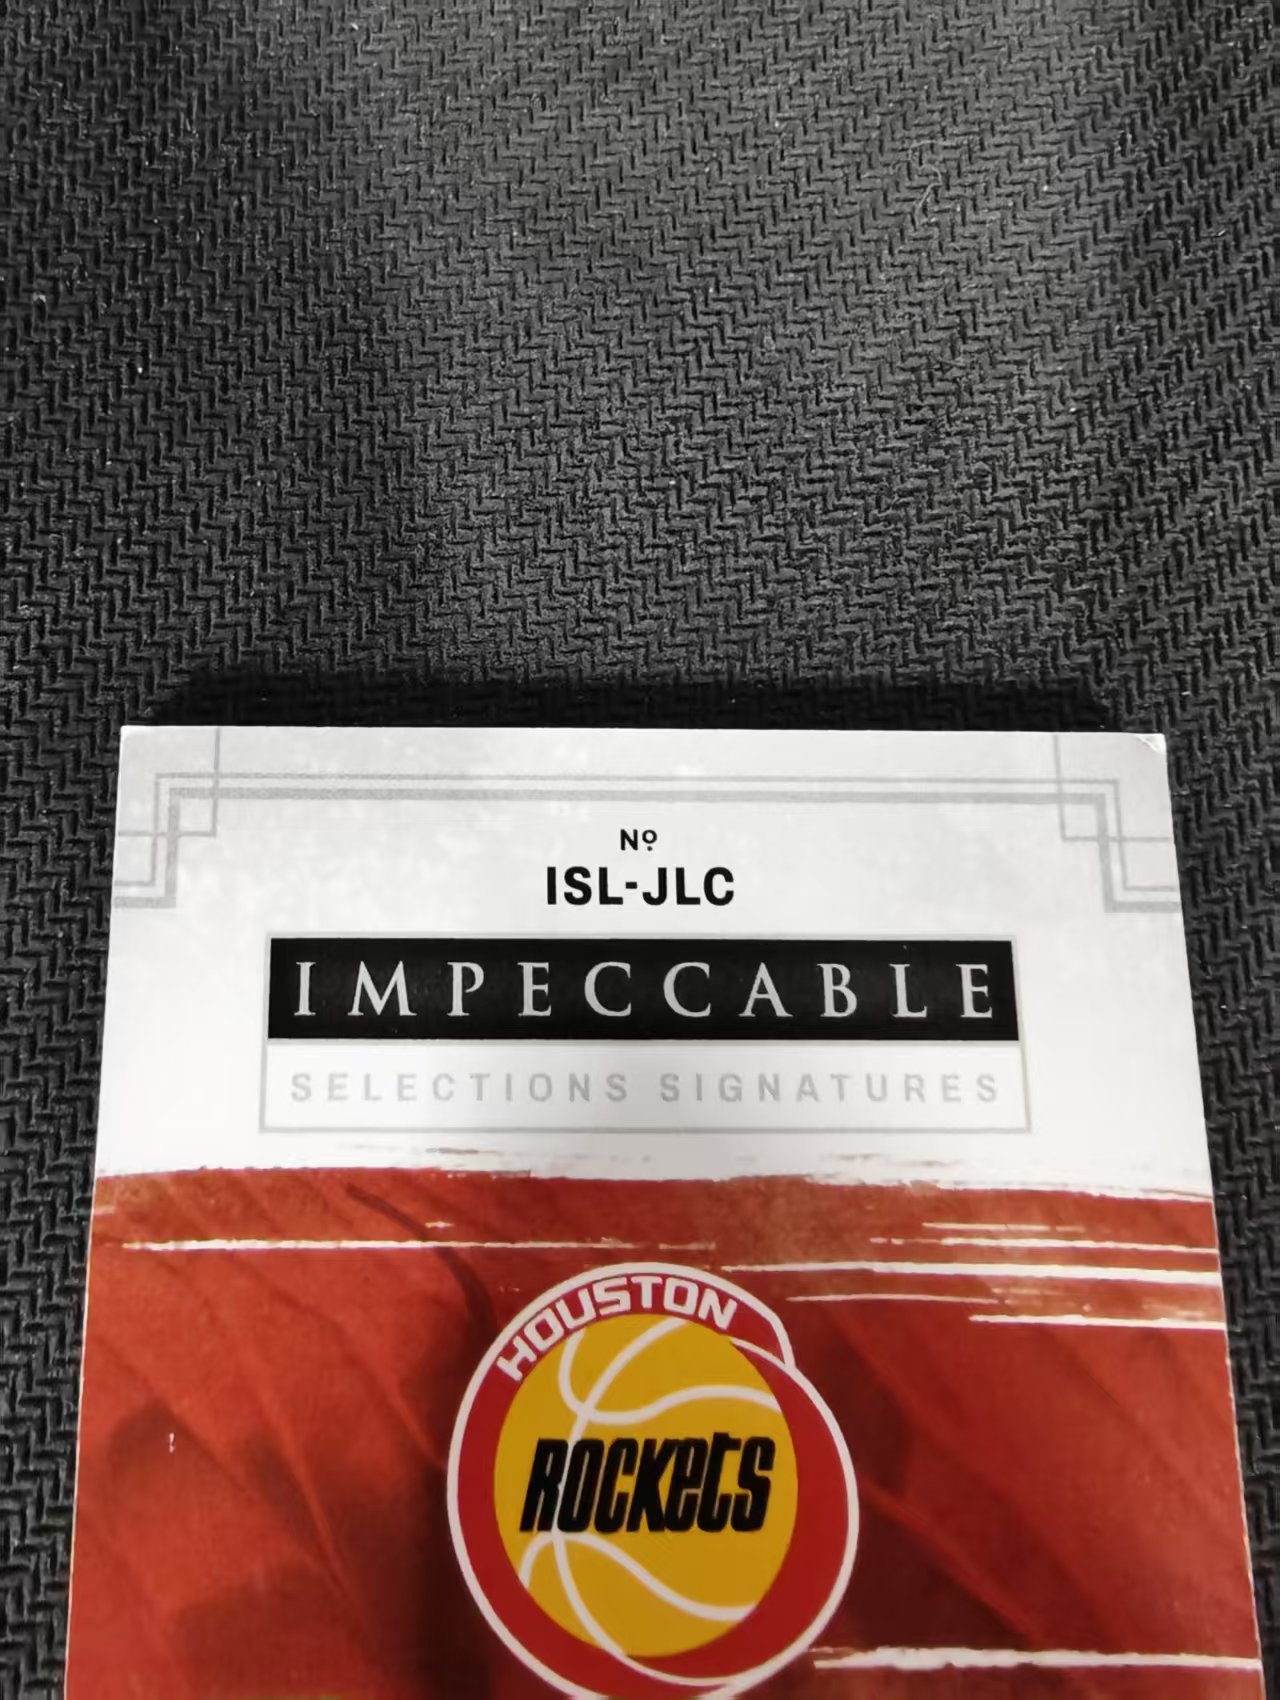 Nº
ISL-JLC
IMPECCABLE
SELECTIONS SIGNATURES
HOUSTON
ROCKETS